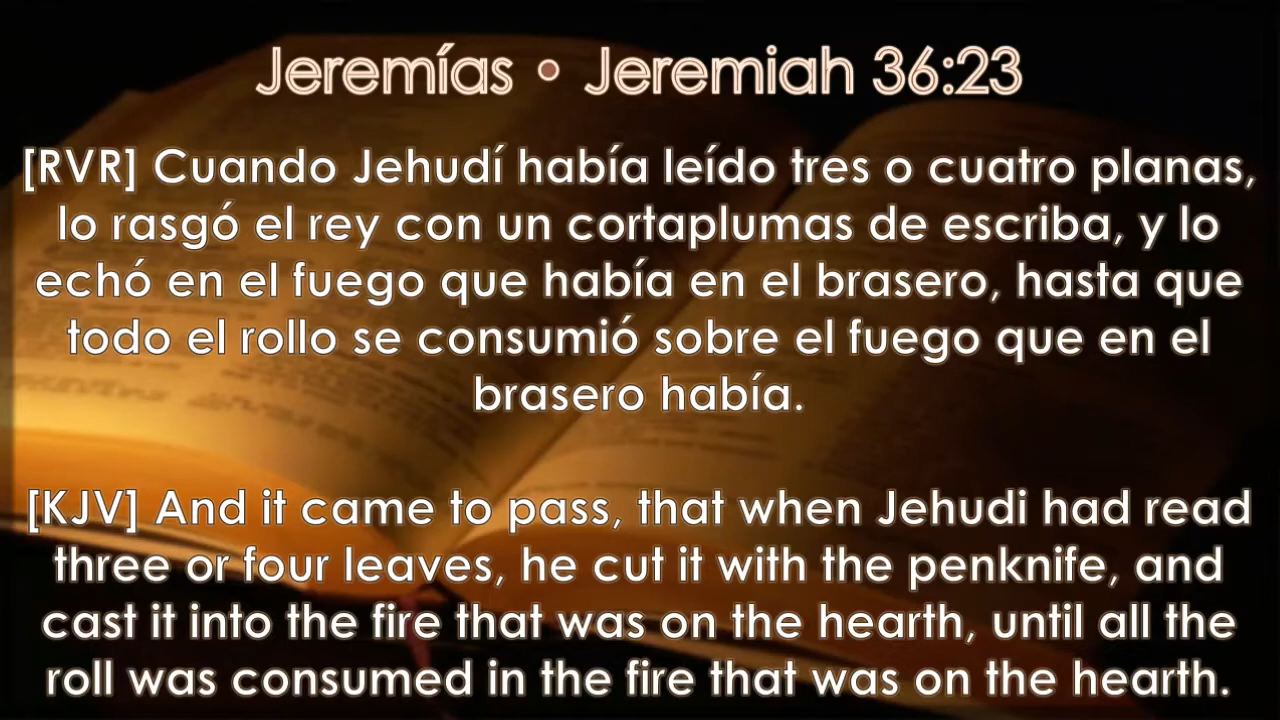 Jeremías • Jeremiah 36:23
[RVR] Cuando Jehudí había leído tres o cuatro planas,
lo rasgó el rey con un cortaplumas de escriba, y lo
echó en el fuego que había en el brasero, hasta que
todo el rollo se consumió sobre el fuego que en el
brasero había.
[KJV] And it came to pass, that when Jehudi had read
three or four leaves, he cut it with the penknife, and
cast it into the fire that was on the hearth, until all the
roll was consumed in the fire that was on the hearth.